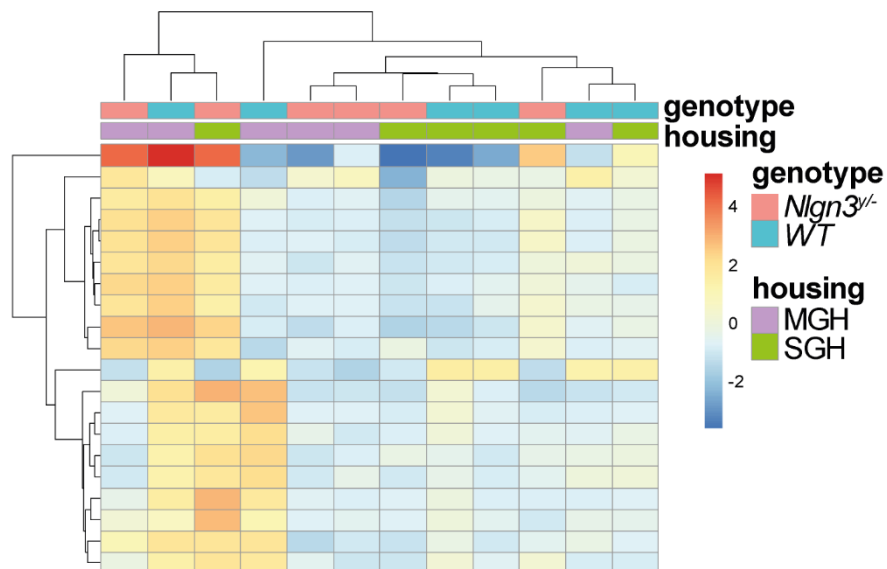 genotype
housing
genotype
Nlgn3y/-
WT
housing
MGH
SGH
4
2
0
-2